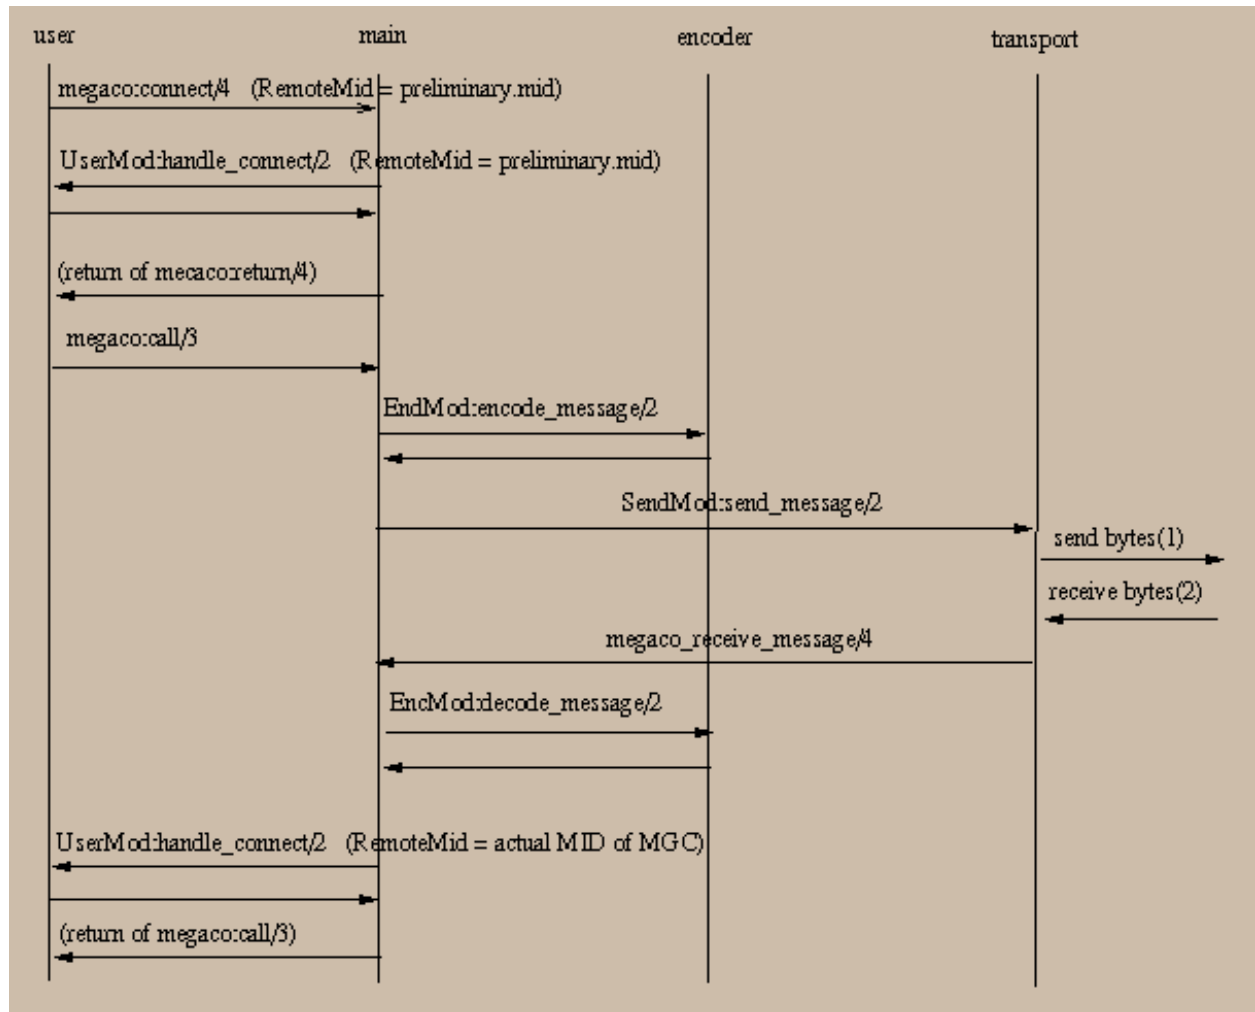 user
main
encoder
transport
megaco:connect/4 (RemoteMid = preliminary.mid)
UserMod:handle_connect/2 (RemoteMid = preliminary.mid)
(return of mecaco:return/4)
megaco:call/3
EndMod:encode_message/2
SendMod:send_message/2
send bytes(1)
receive bytes(2)
megaco_receive_message/4
EncMod:decode_message/2
UserMod:handle_connect/2 (RemoteMid = actual MID of MGC)
(return of megaco:call/3)